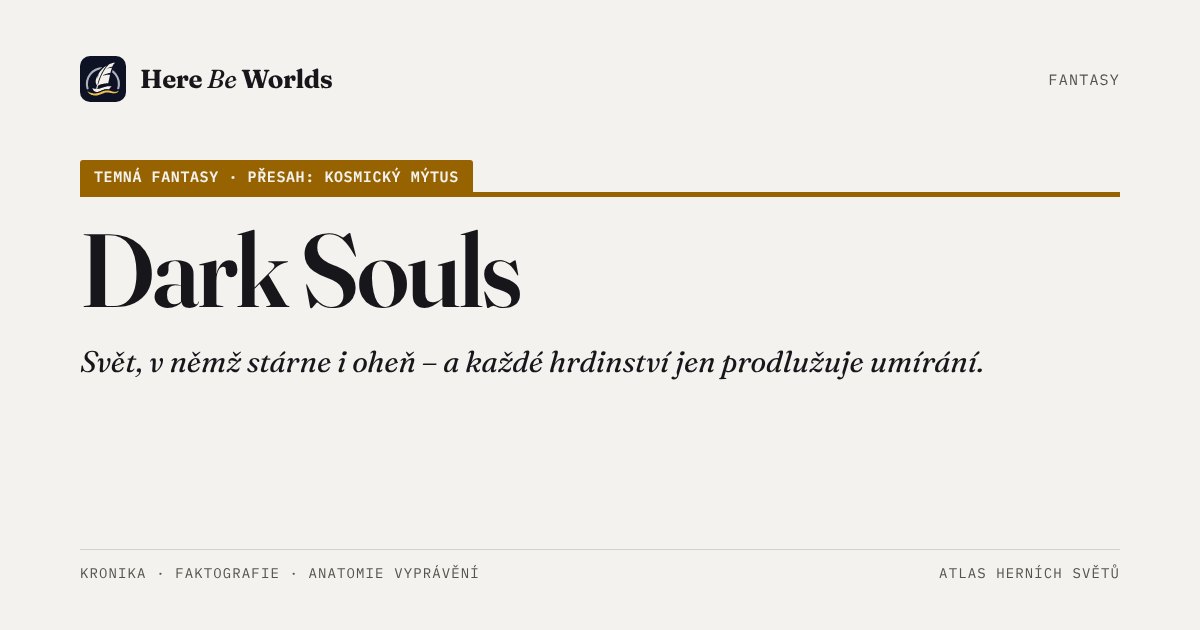 Here Be Worlds
FANTASY
TEMNÁ FANTASY · PŘESAH: KOSMICKÝ MÝTUS
Dark Souls
Svět, v němž stárne i oheň – a každé hrdinství jen prodlužuje umírání.
KRONIKA · FAKTOGRAFIE · ANATOMIE VYPRÁVĚNÍ
ATLAS HERNÍCH SVĚTŮ